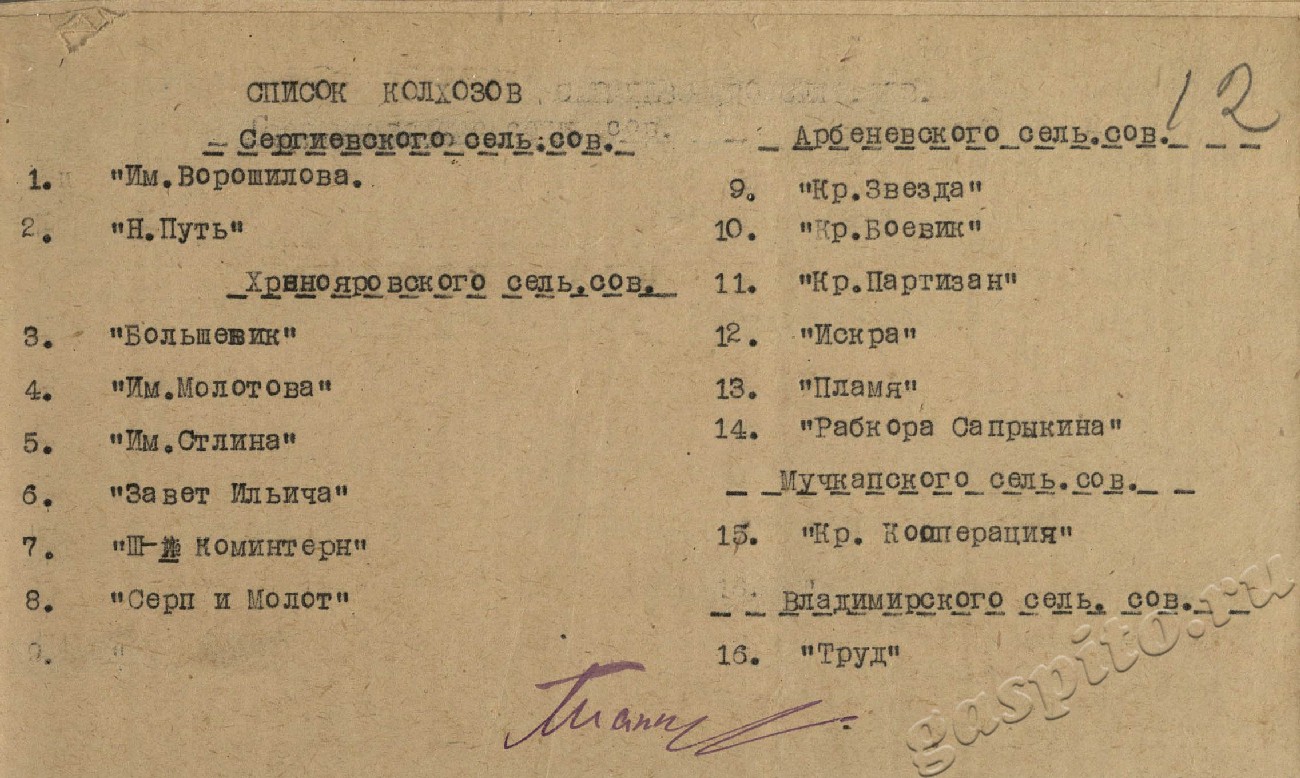 12
СПИСОК КОЛХОЗОВ
Сергиевского сель.сов.
1. "Им.Ворошилова.
2. "Н.Путь"
Хринояровского сель.сов.
3. "Большевик"
4. "Им.Молотова"
5. "Им.Стлина"
6. "Завет Ильича"
7. "Ш-й Коминтерн"
8. "Серп и Молот"
Арбеневского сель.сов.
9. "Кр.Звезда"
10. "Кр.Боевик"
11. "Кр.Партизан"
12. "Искра"
13. "Пламя"
14. "Рабкора Сапрыкина"
Мучкапского сель.сов.
15. "Кр. Кооперация"
Владимирского сель. сов.
16. "Труд"
gaspito.ru